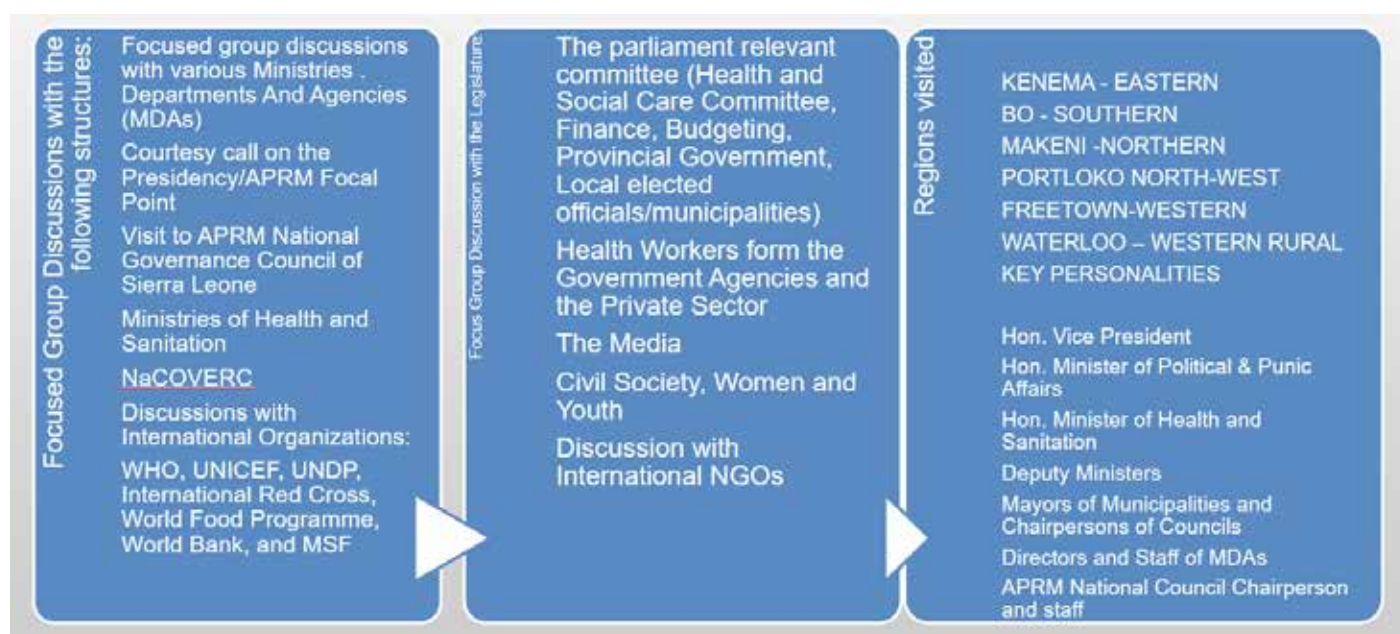 Focused Group Discussions with the
following structures:
Focused group discussions
with various Ministries .
Departments And Agencies
(MDAs)
Courtesy call on the
Presidency/APRM Focal
Point
Visit to APRM National
Governance Council of
Sierra Leone
Ministries of Health and
Sanitation
NaCOVERC
Discussions with
International Organizations:
WHO, UNICEF, UNDP,
International Red Cross,
World Food Programme,
World Bank, and MSF
Focus Group Discussion with the Legislature
The parliament relevant
committee (Health and
Social Care Committee,
Finance, Budgeting,
Provincial Government,
Local elected
officials/municipalities)
Health Workers form the
Government Agencies and
the Private Sector
The Media
Civil Society, Women and
Youth
Discussion with
International NGOs
Regions visited
KENEMA - EASTERN
BO - SOUTHERN
MAKENI -NORTHERN
PORTLOKO NORTH-WEST
FREETOWN-WESTERN
WATERLOO – WESTERN RURAL
KEY PERSONALITIES
Hon. Vice President
Hon. Minister of Political & Punic
Affairs
Hon. Minister of Health and
Sanitation
Deputy Ministers
Mayors of Municipalities and
Chairpersons of Councils
Directors and Staff of MDAs
APRM National Council Chairperson
and staff